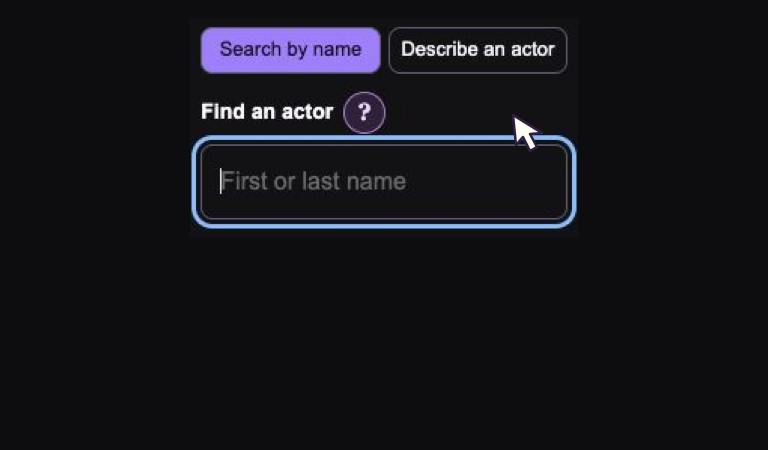 Search by name
Describe an actor
Find an actor ?
First or last name